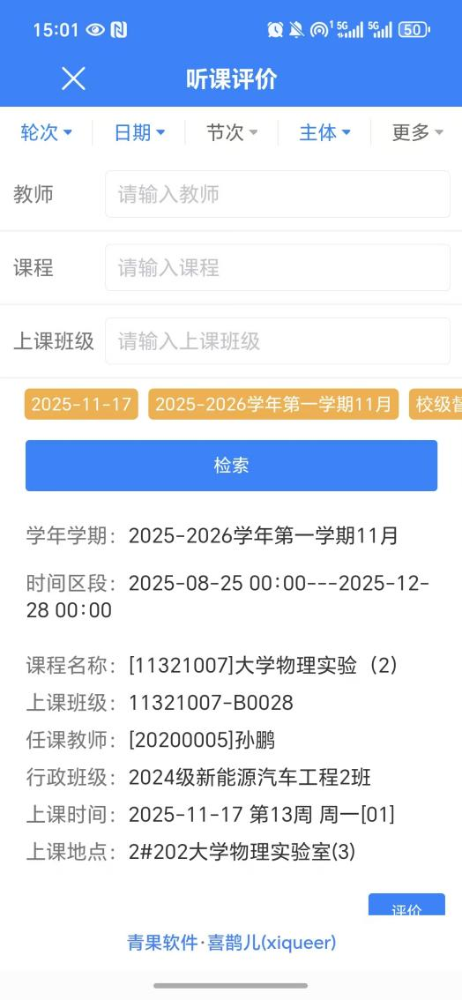 15:01
1 5G 5G 50
听课评价
轮次 日期 节次 主体 更多
教师 请输入教师
课程 请输入课程
上课班级 请输入上课班级
2025-11-17 2025-2026学年第一学期11月 校级督
检索
学年学期：2025-2026学年第一学期11月
时间区段：2025-08-25 00:00---2025-12-
28 00:00
课程名称：[11321007]大学物理实验（2）
上课班级：11321007-B0028
任课教师：[20200005]孙鹏
行政班级：2024级新能源汽车工程2班
上课时间：2025-11-17 第13周 周一[01]
上课地点：2#202大学物理实验室(3)
评价
青果软件·喜鹊儿(xiqueer)